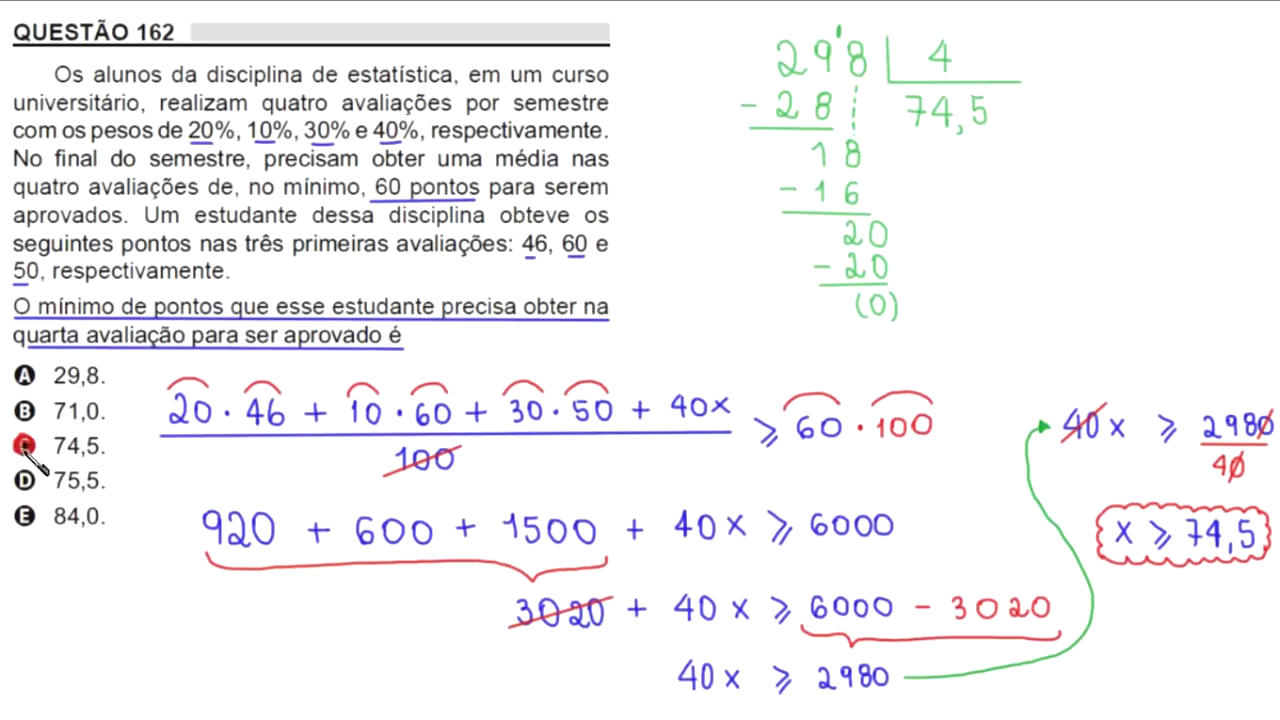 QUESTÃO 162
Os alunos da disciplina de estatística, em um curso
universitário, realizam quatro avaliações por semestre
com os pesos de 20%, 10%, 30% e 40%, respectivamente.
No final do semestre, precisam obter uma média nas
quatro avaliações de, no mínimo, 60 pontos para serem
aprovados. Um estudante dessa disciplina obteve os
seguintes pontos nas três primeiras avaliações: 46, 60 e
50, respectivamente.
O mínimo de pontos que esse estudante precisa obter na
quarta avaliação para ser aprovado é
A 29,8.
B 71,0.
C 74,5.
D 75,5.
E 84,0.
298 4
- 28 74,5
18
- 16
20
- 20
(0)
20 · 46 + 10 · 60 + 30 · 50 + 40x ⩾ 60 · 100
100
920 + 600 + 1500 + 40x ⩾ 6000
3020 + 40x ⩾ 6000 - 3020
40x ⩾ 2980
40x ⩾ 2980
40
x ⩾ 74,5